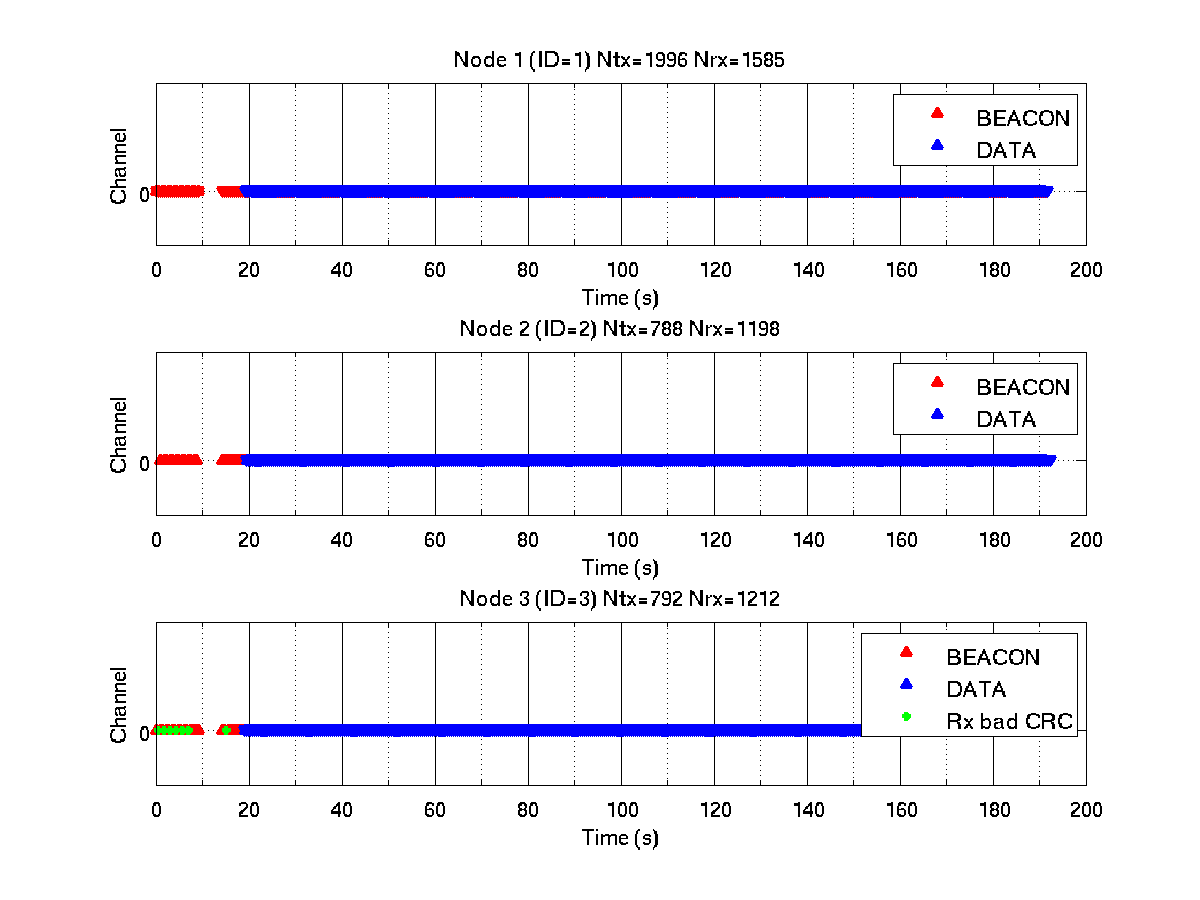 Node 1 (ID=1) Ntx=1996 Nrx=1585
BEACON
DATA
Channel
0
0 20 40 60 80 100 120 140 160 180 200
Time (s)
Node 2 (ID=2) Ntx=788 Nrx=1198
BEACON
DATA
Channel
0
0 20 40 60 80 100 120 140 160 180 200
Time (s)
Node 3 (ID=3) Ntx=792 Nrx=1212
BEACON
DATA
Rx bad CRC
Channel
0
0 20 40 60 80 100 120 140 160 180 200
Time (s)